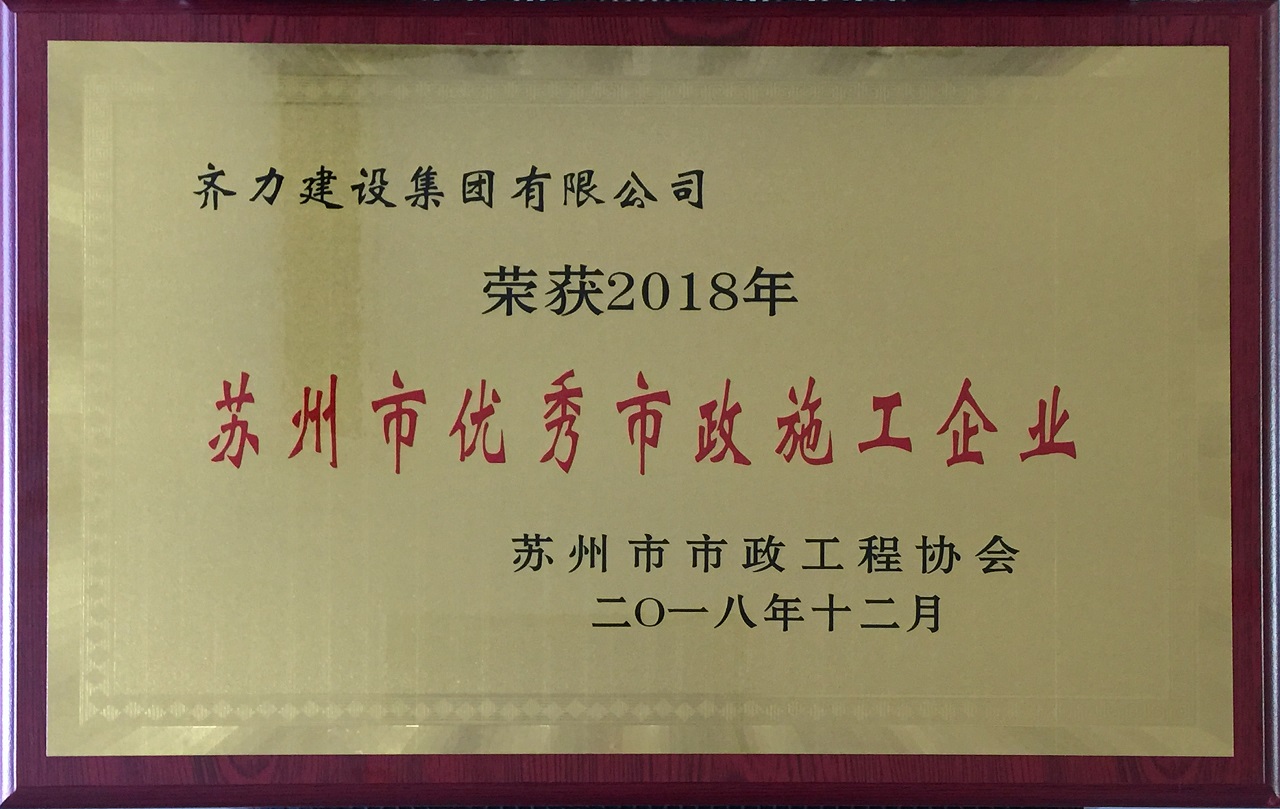 齐力建设集团有限公司
荣获2018年
苏州市优秀市政施工企业
苏州市市政工程协会
二〇一八年十二月